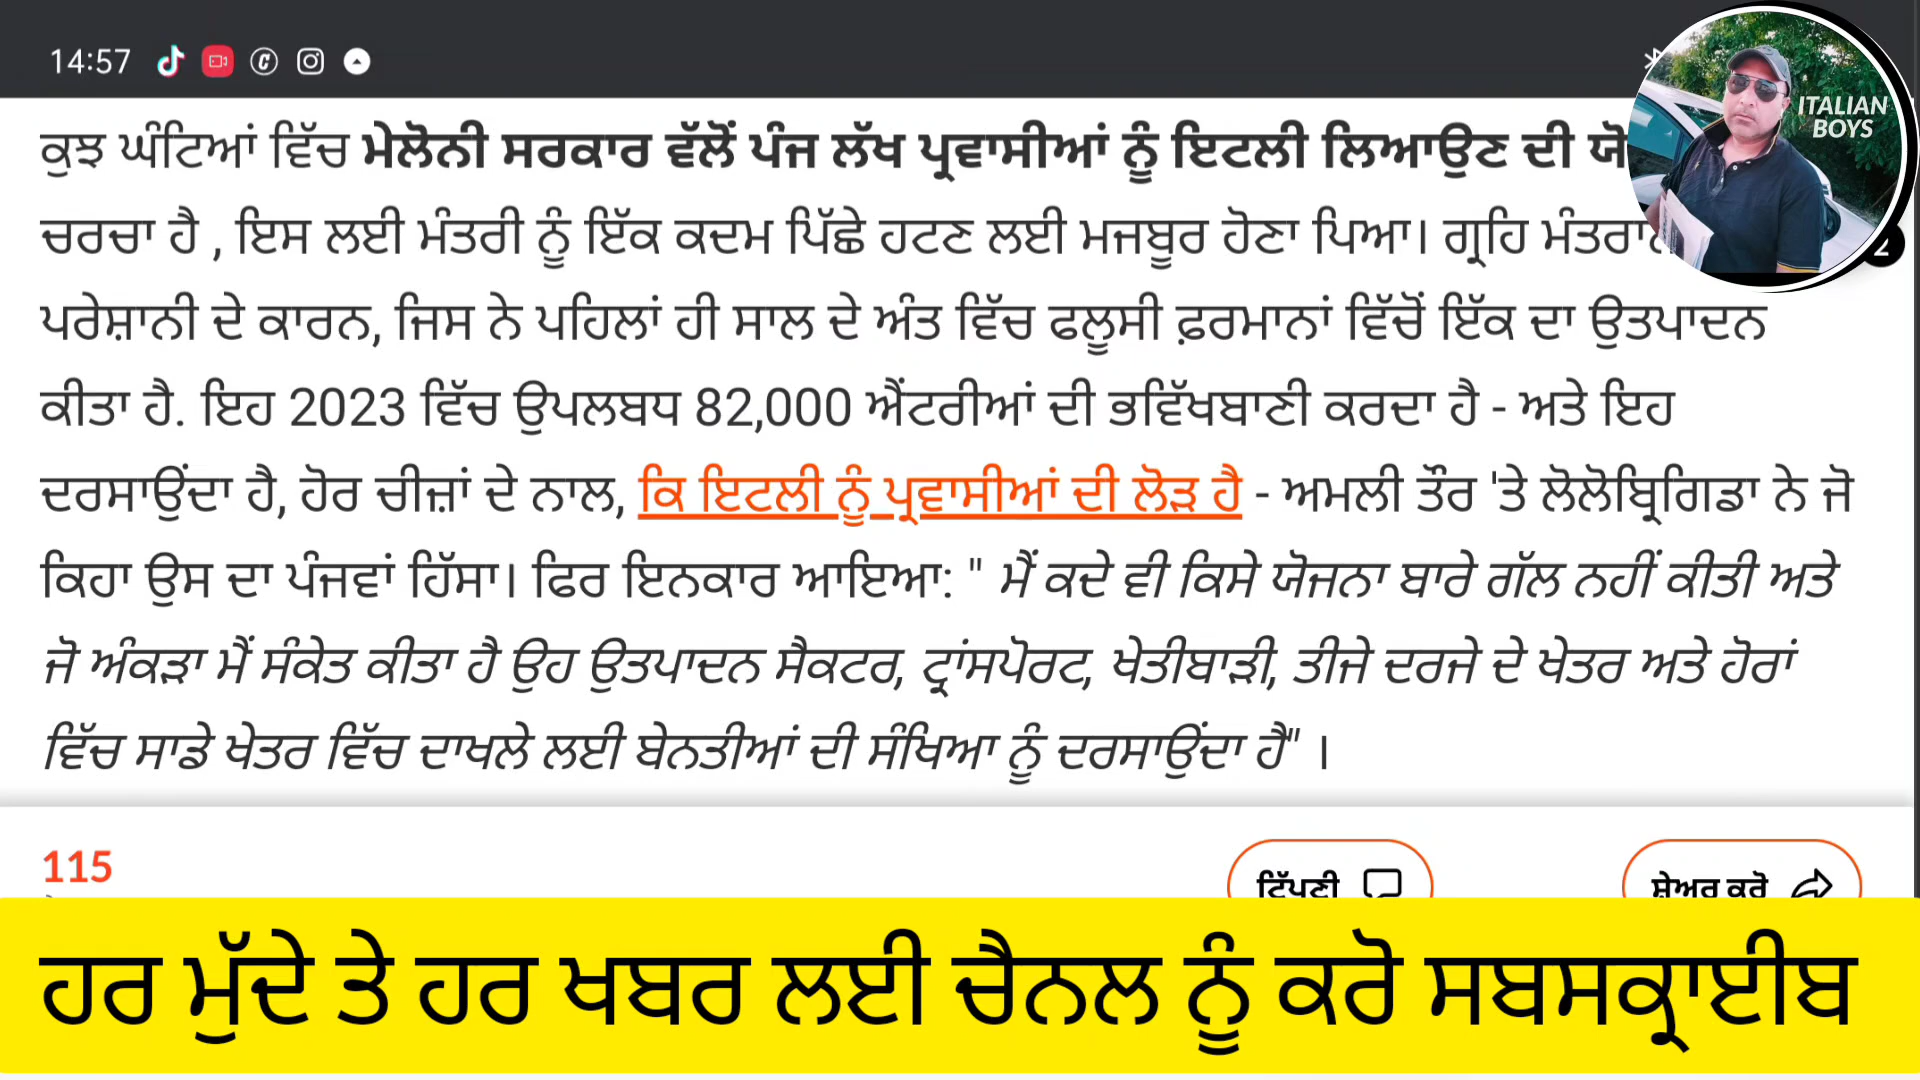 14:57
ITALIAN
BOYS
ਕੁਝ ਘੰਟਿਆਂ ਵਿੱਚ ਮੇਲੋਨੀ ਸਰਕਾਰ ਵੱਲੋਂ ਪੰਜ ਲੱਖ ਪ੍ਰਵਾਸੀਆਂ ਨੂੰ ਇਟਲੀ ਲਿਆਉਣ ਦੀ
ਚਰਚਾ ਹੈ , ਇਸ ਲਈ ਮੰਤਰੀ ਨੂੰ ਇੱਕ ਕਦਮ ਪਿੱਛੇ ਹਟਣ ਲਈ ਮਜਬੂਰ ਹੋਣਾ ਪਿਆ। ਗ੍ਰਹਿ
2
ਪਰੇਸ਼ਾਨੀ ਦੇ ਕਾਰਨ, ਜਿਸ ਨੇ ਪਹਿਲਾਂ ਹੀ ਸਾਲ ਦੇ ਅੰਤ ਵਿੱਚ ਫਲੂਸੀ ਫ਼ਰਮਾਨਾਂ ਵਿੱਚੋਂ ਇੱਕ ਦਾ ਉਤਪਾਦਨ
ਕੀਤਾ ਹੈ. ਇਹ 2023 ਵਿੱਚ ਉਪਲਬਧ 82,000 ਐਂਟਰੀਆਂ ਦੀ ਭਵਿੱਖਬਾਣੀ ਕਰਦਾ ਹੈ - ਅਤੇ ਇਹ
ਦਰਸਾਉਂਦਾ ਹੈ, ਹੋਰ ਚੀਜ਼ਾਂ ਦੇ ਨਾਲ, ਕਿ ਇਟਲੀ ਨੂੰ ਪ੍ਰਵਾਸੀਆਂ ਦੀ ਲੋੜ ਹੈ - ਅਮਲੀ ਤੌਰ 'ਤੇ ਲੋਲੋਬ੍ਰਿਗਿਡਾ ਨੇ ਜੋ
ਕਿਹਾ ਉਸ ਦਾ ਪੰਜਵਾਂ ਹਿੱਸਾ। ਫਿਰ ਇਨਕਾਰ ਆਇਆ: " ਮੈਂ ਕਦੇ ਵੀ ਕਿਸੇ ਯੋਜਨਾ ਬਾਰੇ ਗੱਲ ਨਹੀਂ ਕੀਤੀ ਅਤੇ
ਜੋ ਅੰਕੜਾ ਮੈਂ ਸੰਕੇਤ ਕੀਤਾ ਹੈ ਉਹ ਉਤਪਾਦਨ ਸੈਕਟਰ, ਟ੍ਰਾਂਸਪੋਰਟ, ਖੇਤੀਬਾੜੀ, ਤੀਜੇ ਦਰਜੇ ਦੇ ਖੇਤਰ ਅਤੇ ਹੋਰਾਂ
ਵਿੱਚ ਸਾਡੇ ਖੇਤਰ ਵਿੱਚ ਦਾਖਲੇ ਲਈ ਬੇਨਤੀਆਂ ਦੀ ਸੰਖਿਆ ਨੂੰ ਦਰਸਾਉਂਦਾ ਹੈ" ।
115
ਟਿੱਪਣੀ
ਸ਼ੇਅਰ ਕਰੋ
ਹਰ ਮੁੱਦੇ ਤੇ ਹਰ ਖਬਰ ਲਈ ਚੈਨਲ ਨੂੰ ਕਰੋ ਸਬਸਕ੍ਰਾਈਬ